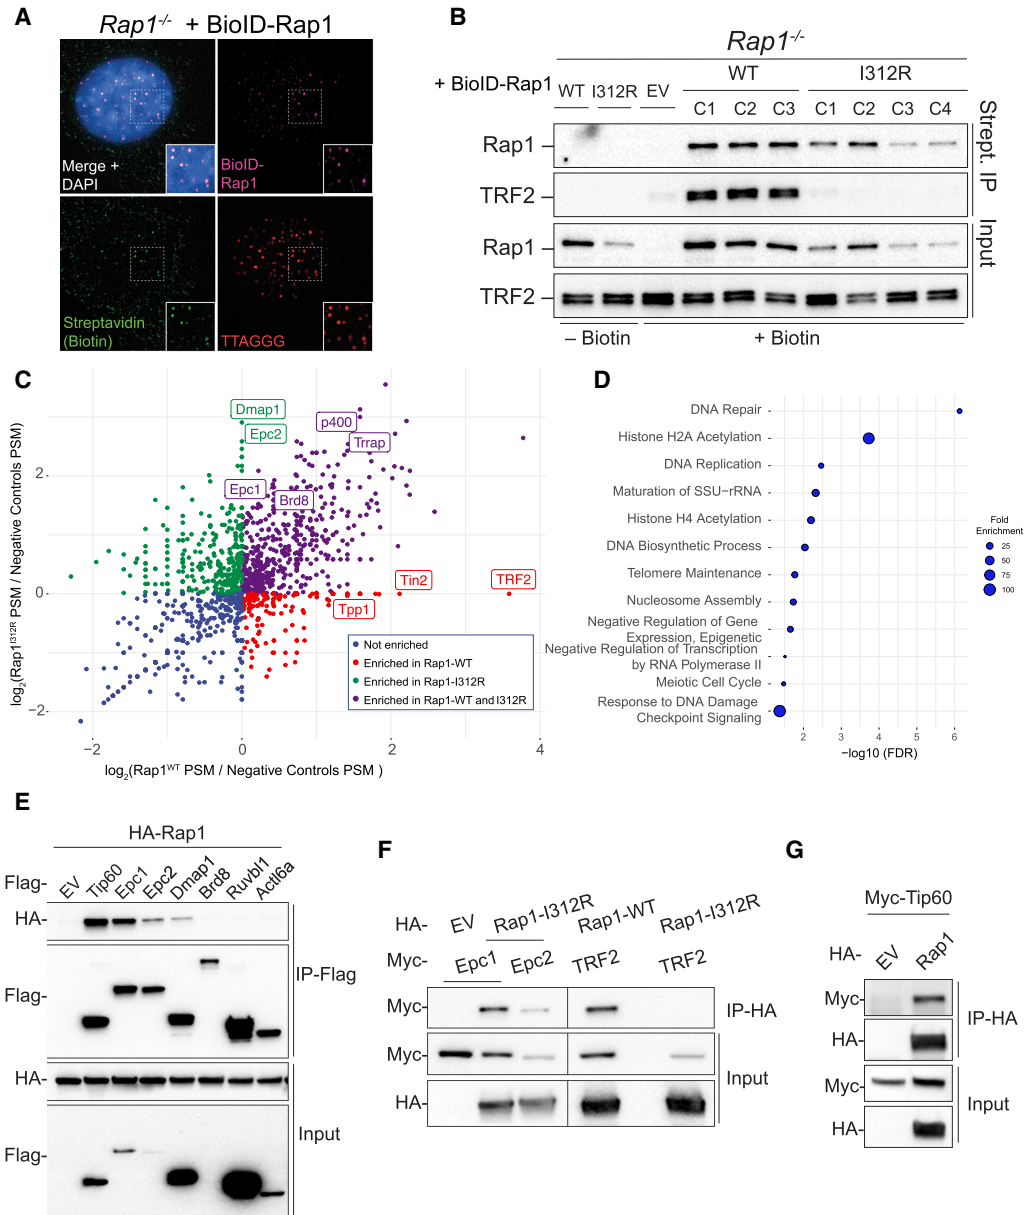 A
Rap1-/- + BioID-Rap1
Merge +
DAPI
BioID-
Rap1
Streptavidin
(Biotin)
TTAGGG
B
Rap1-/-
+ BioID-Rap1
WT
I312R
WT I312R EV
C1 C2 C3 C1 C2 C3 C4
Rap1
TRF2
Strept. IP
Rap1
TRF2
Input
– Biotin
+ Biotin
C
log2(Rap1I312R PSM / Negative Controls PSM)
2
0
−2
Dmap1
Epc2
p400
Trrap
Epc1
Brd8
Tin2
TRF2
Tpp1
Not enriched
Enriched in Rap1-WT
Enriched in Rap1-I312R
Enriched in Rap1-WT and I312R
−2 0 2 4
log2(Rap1WT PSM / Negative Controls PSM )
D
DNA Repair
Histone H2A Acetylation
DNA Replication
Maturation of SSU−rRNA
Histone H4 Acetylation
DNA Biosynthetic Process
Telomere Maintenance
Nucleosome Assembly
Negative Regulation of Gene
Expression, Epigenetic
Negative Regulation of Transcription
by RNA Polymerase II
Meiotic Cell Cycle
Response to DNA Damage
Checkpoint Signaling
2 3 4 5 6
−log10 (FDR)
Fold
Enrichment
25
50
75
100
E
HA-Rap1
Flag-
EV Tip60 Epc1 Epc2 Dmap1 Brd8 Ruvbl1 Actl6a
HA-
Flag-
IP-Flag
HA-
Flag-
Input
F
HA- EV Rap1-I312R Rap1-WT Rap1-I312R
Myc- Epc1 Epc2 TRF2 TRF2
Myc-
IP-HA
Myc-
HA-
Input
G
Myc-Tip60
HA- EV Rap1
Myc-
HA-
IP-HA
Myc-
HA-
Input